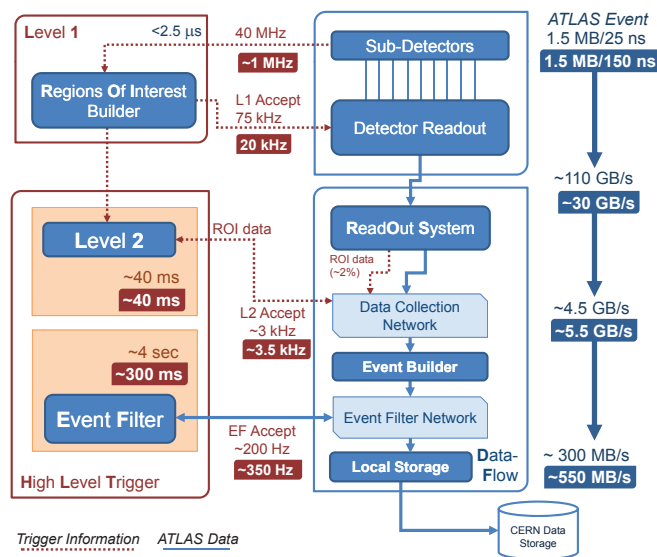 Level 1
<2.5 μs
40 MHz
~1 MHz
Sub-Detectors
ATLAS Event
1.5 MB/25 ns
1.5 MB/150 ns
Regions Of Interest
Builder
L1 Accept
75 kHz
20 kHz
Detector Readout
~110 GB/s
~30 GB/s
ReadOut System
Level 2
ROI data
ROI data
(~2%)
~40 ms
~40 ms
L2 Accept
~3 kHz
~3.5 kHz
Data Collection
Network
~4.5 GB/s
~5.5 GB/s
~4 sec
~300 ms
Event Builder
Event Filter
Event Filter Network
EF Accept
~200 Hz
~350 Hz
Local Storage
Data-
Flow
~ 300 MB/s
~550 MB/s
High Level Trigger
CERN Data
Storage
Trigger Information
ATLAS Data